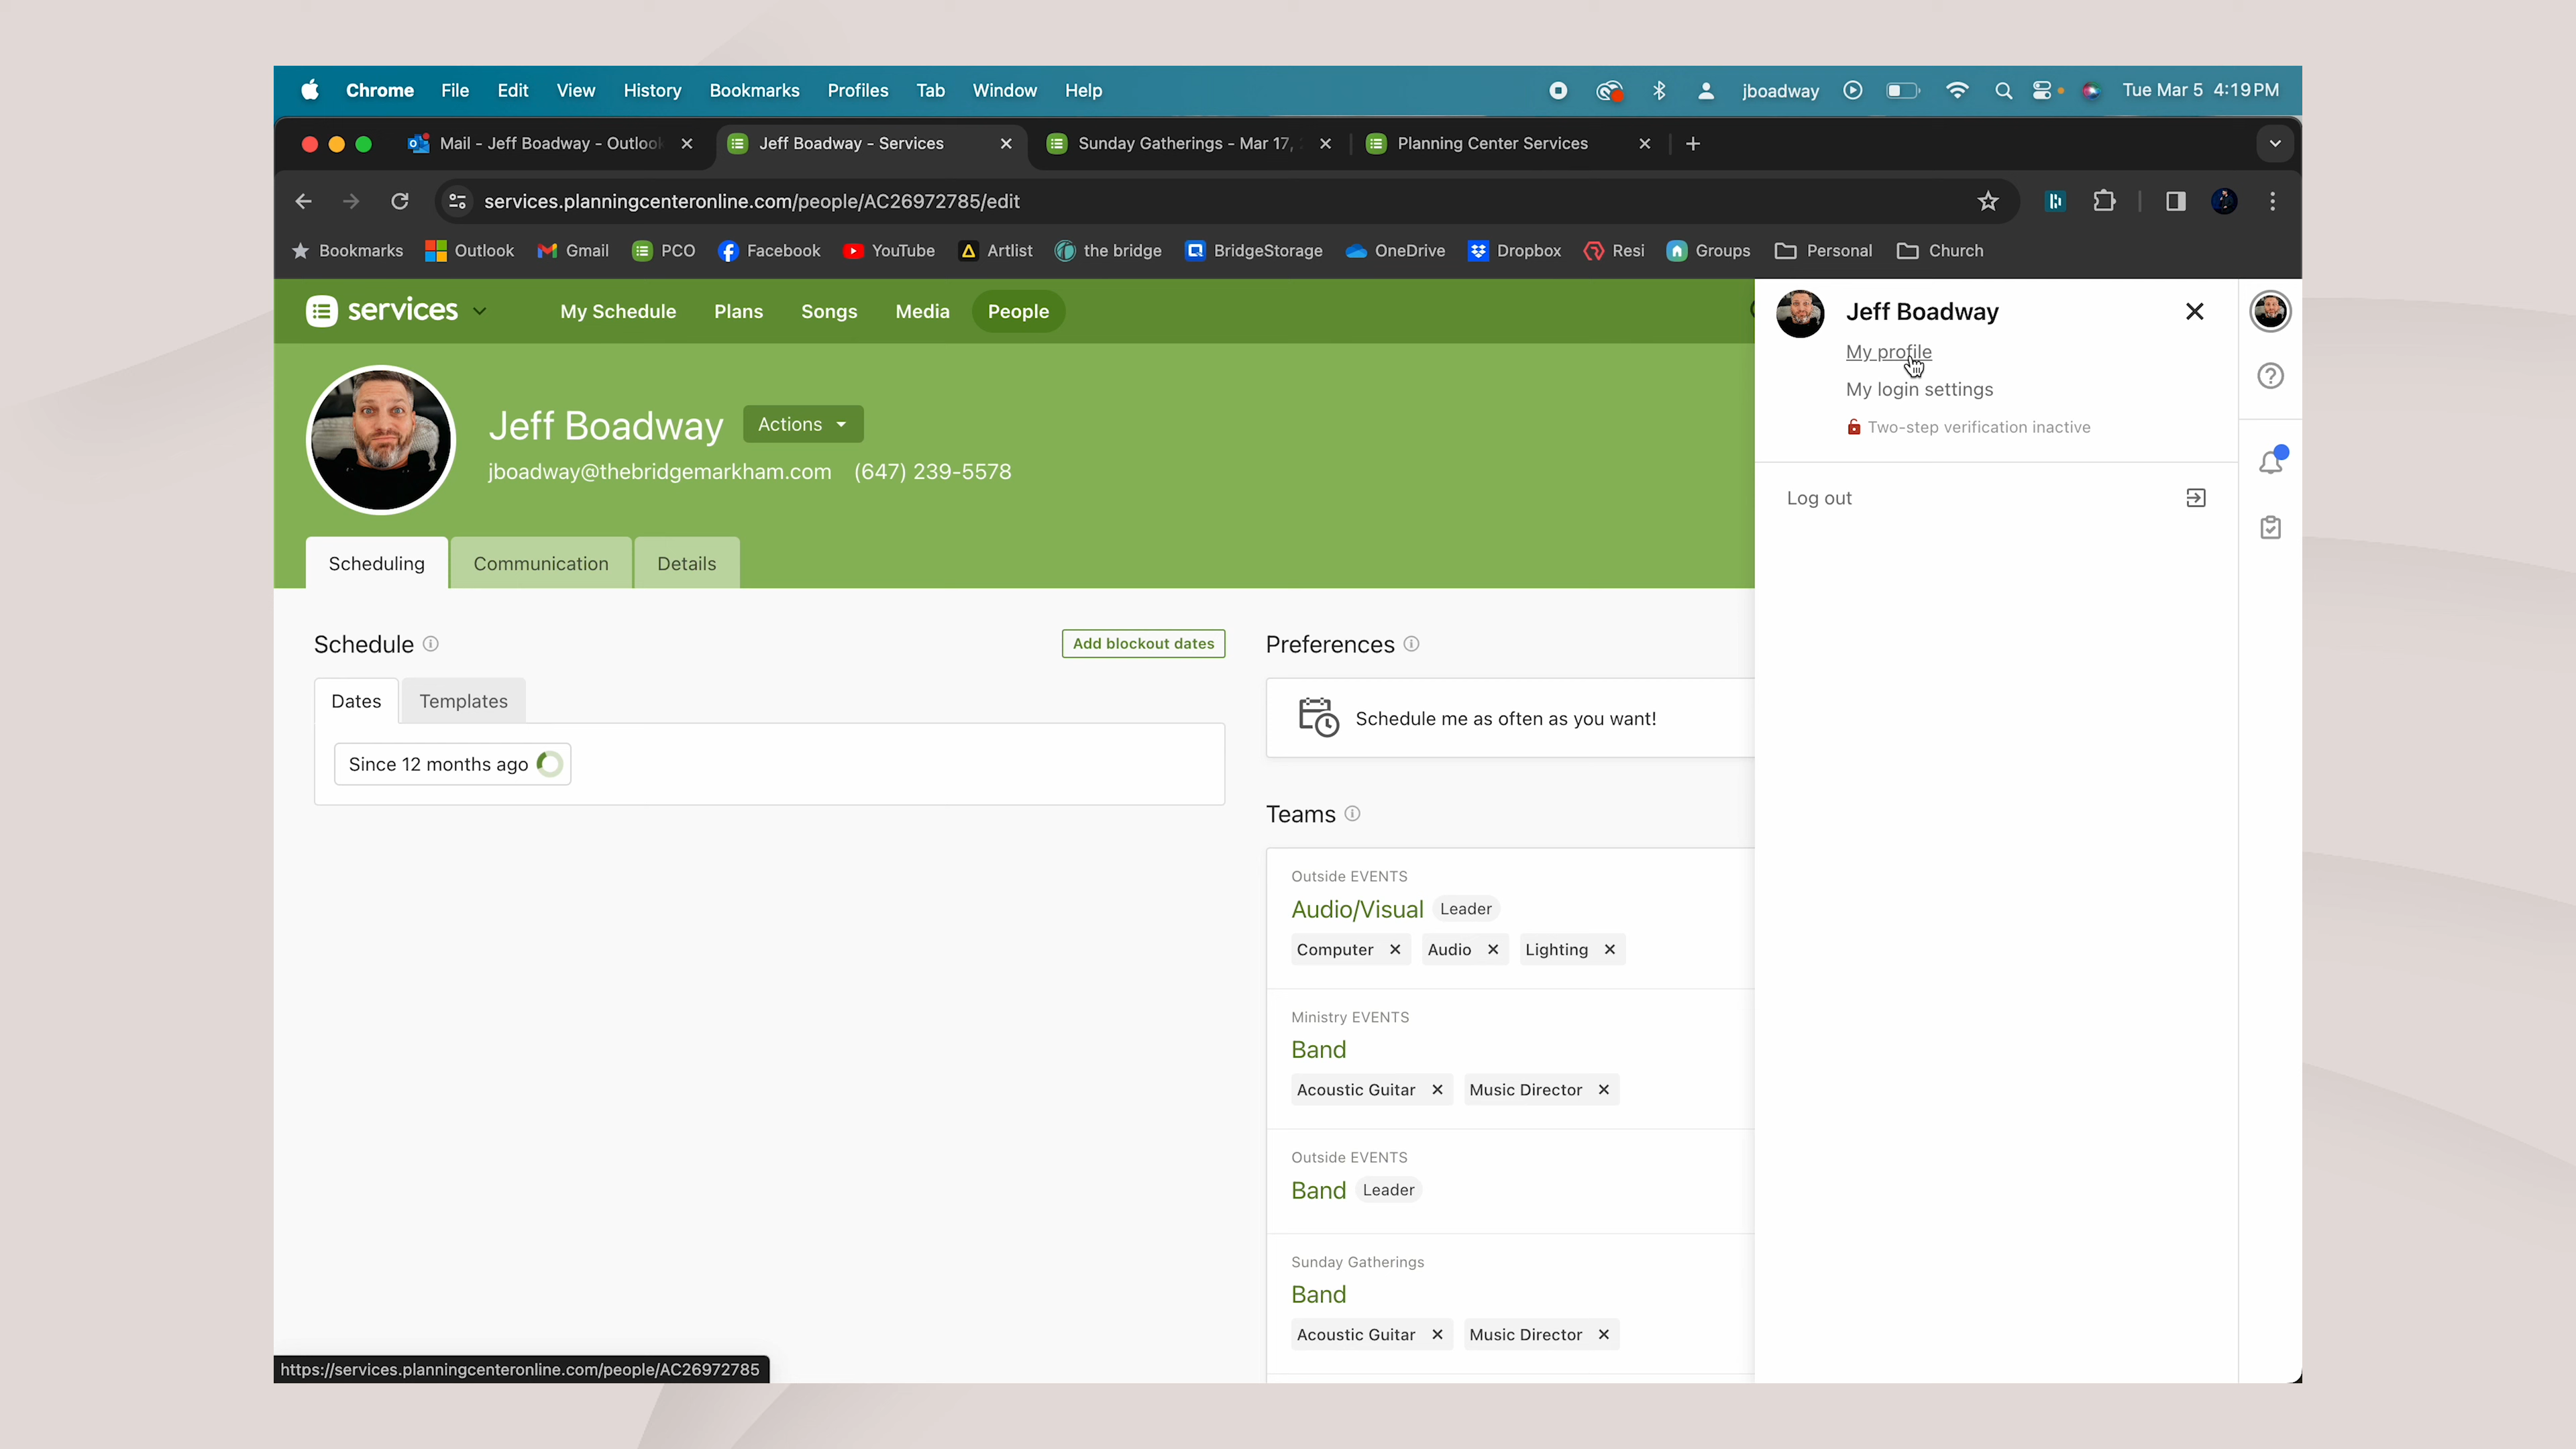 Chrome File Edit View History Bookmarks Profiles Tab Window Help jboadway Tue Mar 5 4:19 PM
Mail - Jeff Boadway - Outlook Jeff Boadway - Services Sunday Gatherings - Mar 17, Planning Center Services
services.planningcenteronline.com/people/AC26972785/edit
Bookmarks Outlook Gmail PCO Facebook YouTube Artlist the bridge BridgeStorage OneDrive Dropbox Resi Groups Personal Church
services My Schedule Plans Songs Media People
Jeff Boadway
My profile
My login settings
Two-step verification inactive
Log out
Jeff Boadway Actions
jboadway@thebridgemarkham.com (647) 239-5578
Scheduling Communication Details
Schedule Add blockout dates
Dates Templates
Since 12 months ago
Preferences
Schedule me as often as you want!
Teams
Outside EVENTS
Audio/Visual Leader
Computer Audio Lighting
Ministry EVENTS
Band
Acoustic Guitar Music Director
Outside EVENTS
Band Leader
Sunday Gatherings
Band
Acoustic Guitar Music Director
https://services.planningcenteronline.com/people/AC26972785